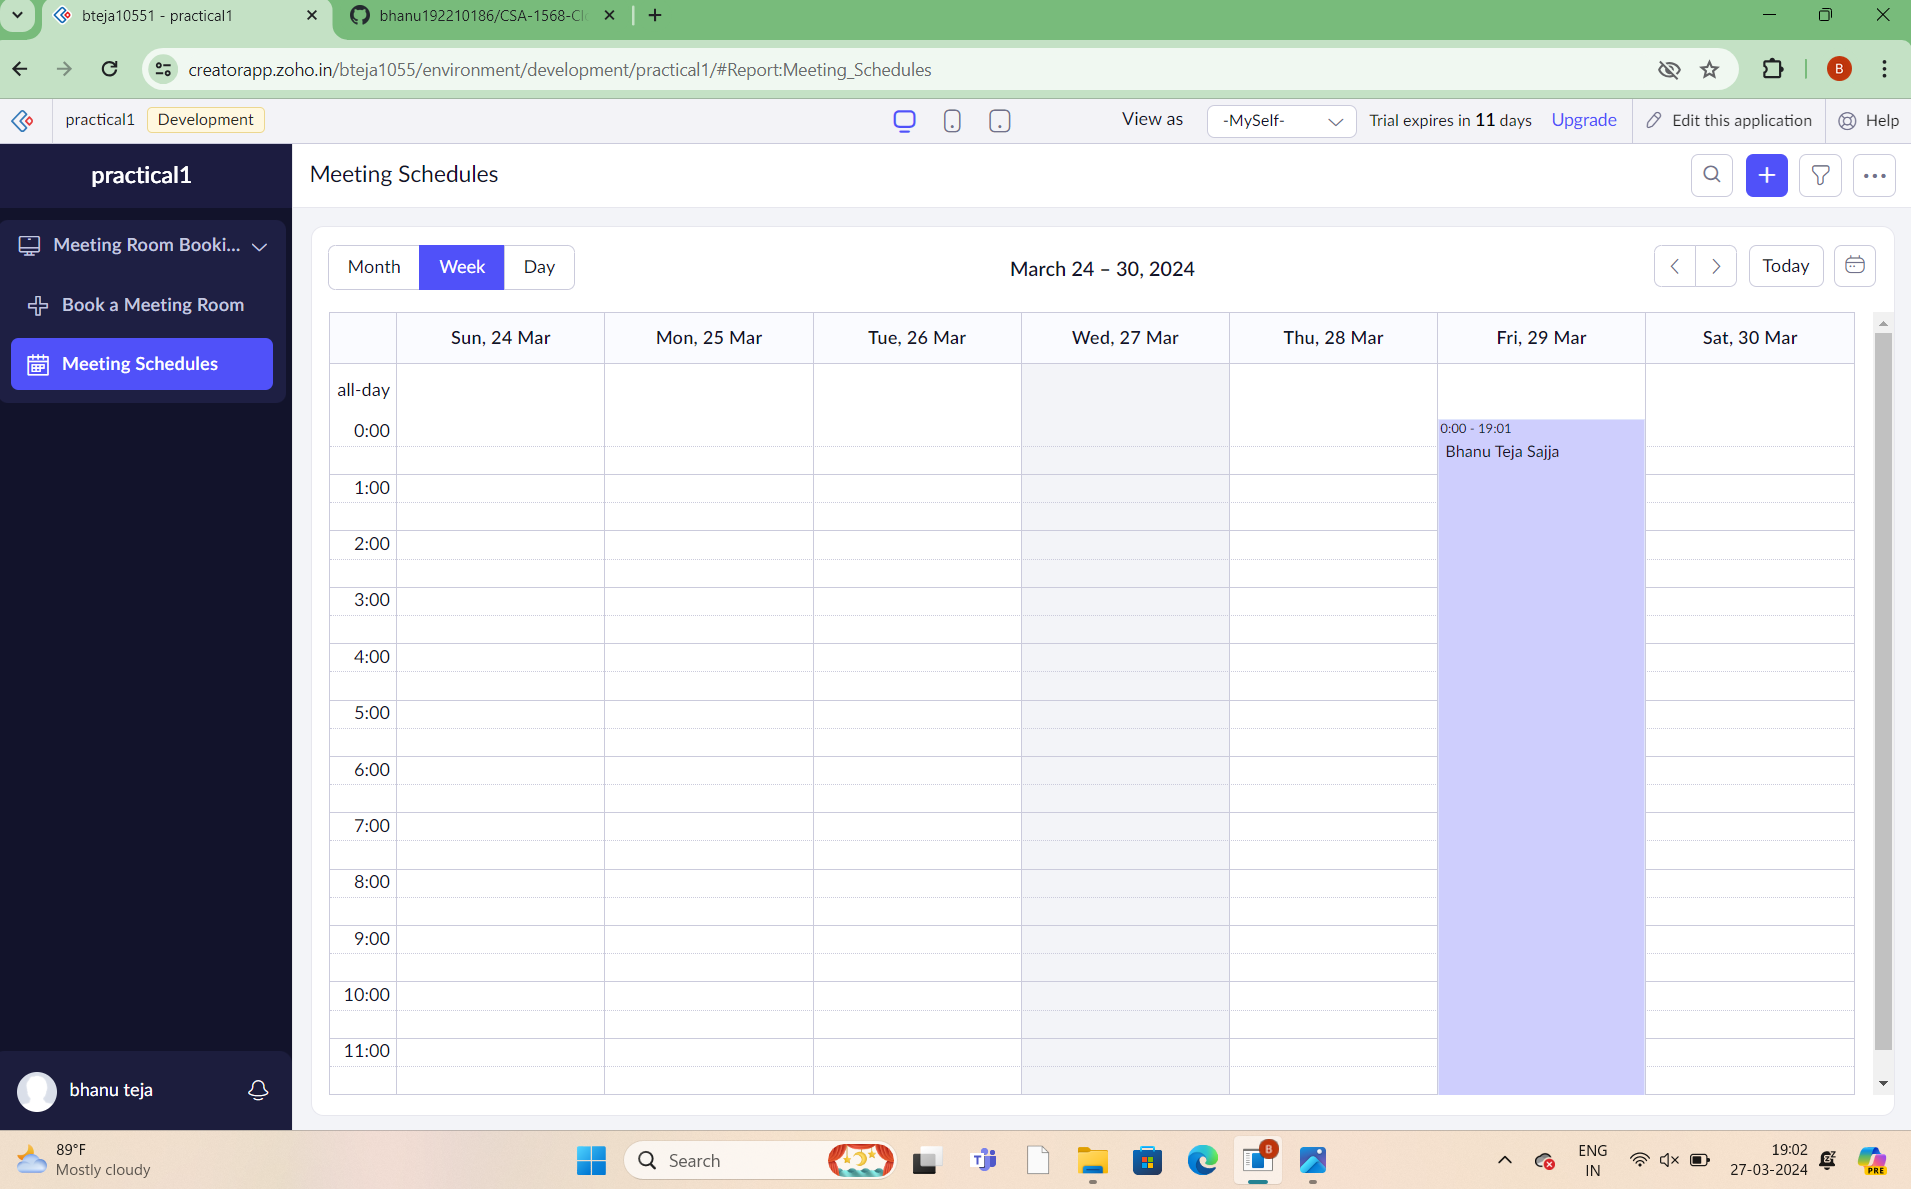 bteja10551 - practical1
bhanu192210186/CSA-1568-Cl
creatorapp.zoho.in/bteja1055/environment/development/practical1/#Report:Meeting_Schedules
B
practical1
Development
View as
-MySelf-
Trial expires in 11 days
Upgrade
Edit this application
Help
practical1
Meeting Schedules
Meeting Room Booki...
Book a Meeting Room
Meeting Schedules
Month
Week
Day
March 24 – 30, 2024
Today
Sun, 24 Mar
Mon, 25 Mar
Tue, 26 Mar
Wed, 27 Mar
Thu, 28 Mar
Fri, 29 Mar
Sat, 30 Mar
all-day
0:00
0:00 - 19:01
Bhanu Teja Sajja
1:00
2:00
3:00
4:00
5:00
6:00
7:00
8:00
9:00
10:00
11:00
bhanu teja
89°F
Mostly cloudy
Search
B
ENG
IN
19:02
27-03-2024
PRE